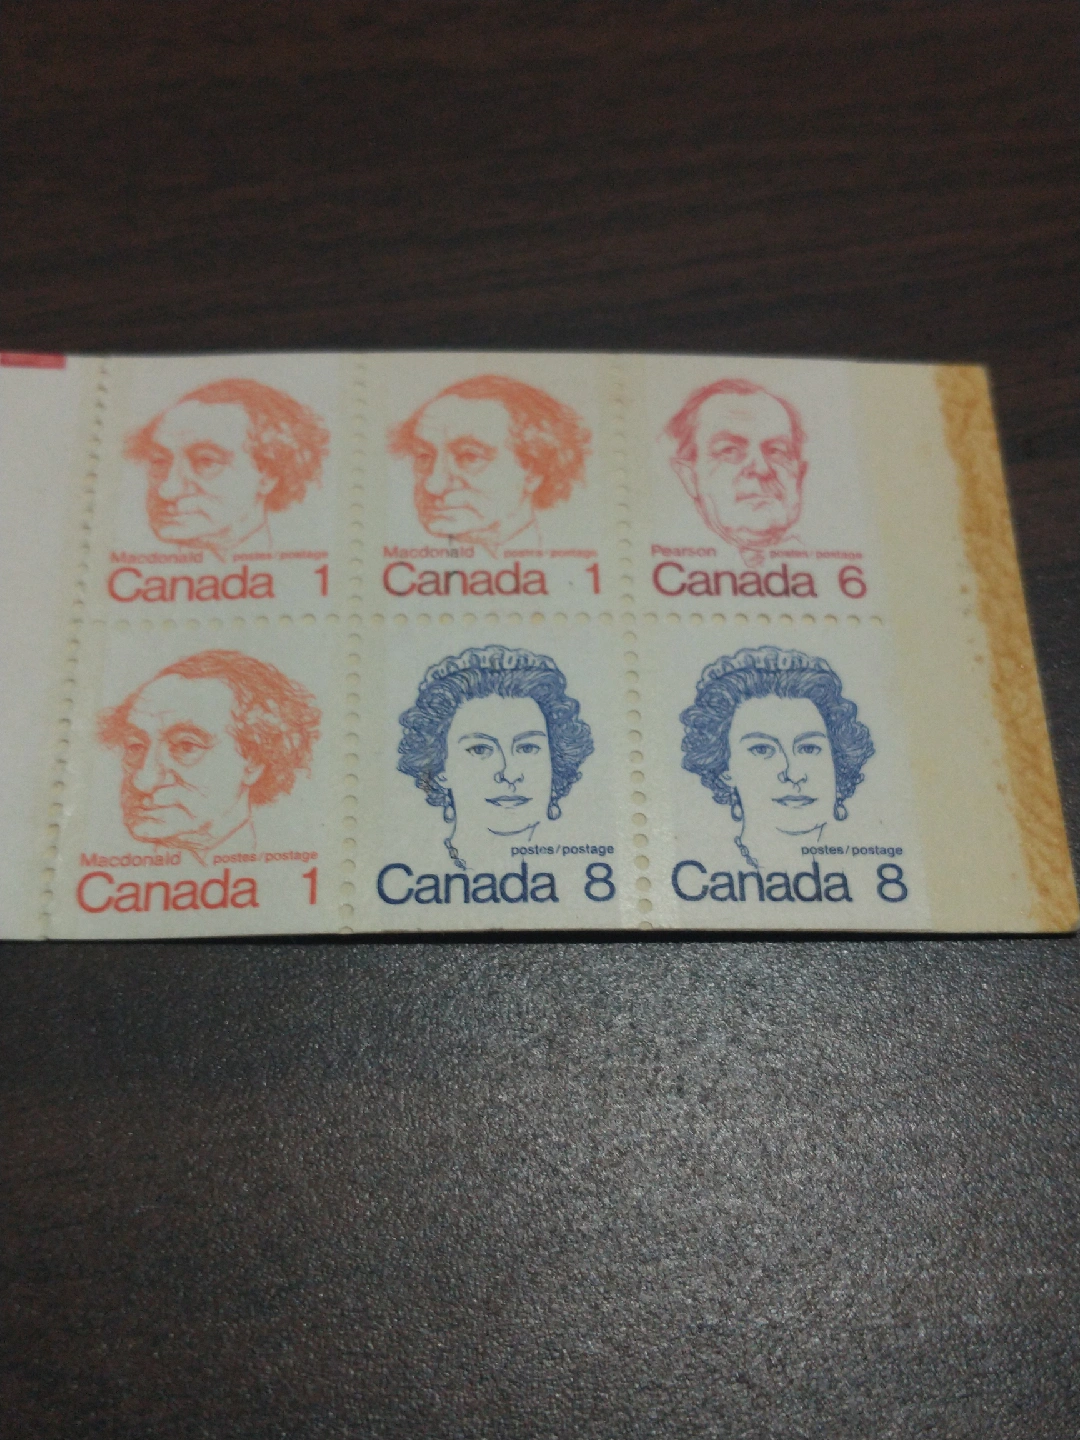 Macdonald postes/postage
Canada 1
Macdonald postes/postage
Canada 1
Pearson postes/postage
Canada 6
Macdonald postes/postage
Canada 1
postes/postage
Canada 8
postes/postage
Canada 8